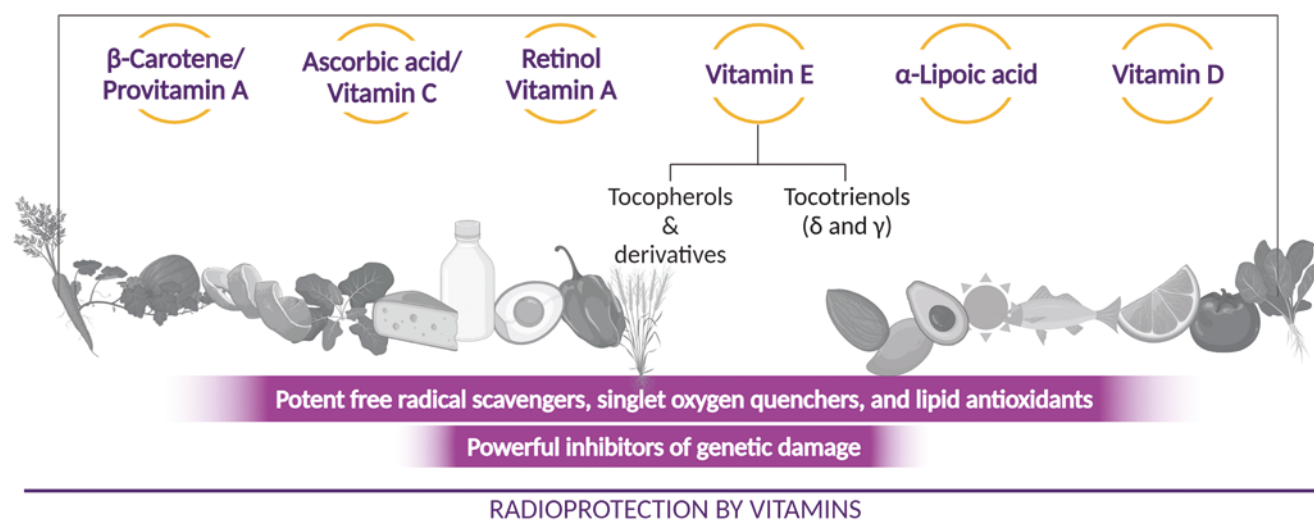 β-Carotene/
Provitamin A
Ascorbic acid/
Vitamin C
Retinol
Vitamin A
Vitamin E
α-Lipoic acid
Vitamin D
Tocopherols
&
derivatives
Tocotrienols
(δ and γ)
Potent free radical scavengers, singlet oxygen quenchers, and lipid antioxidants
Powerful inhibitors of genetic damage
RADIOPROTECTION BY VITAMINS